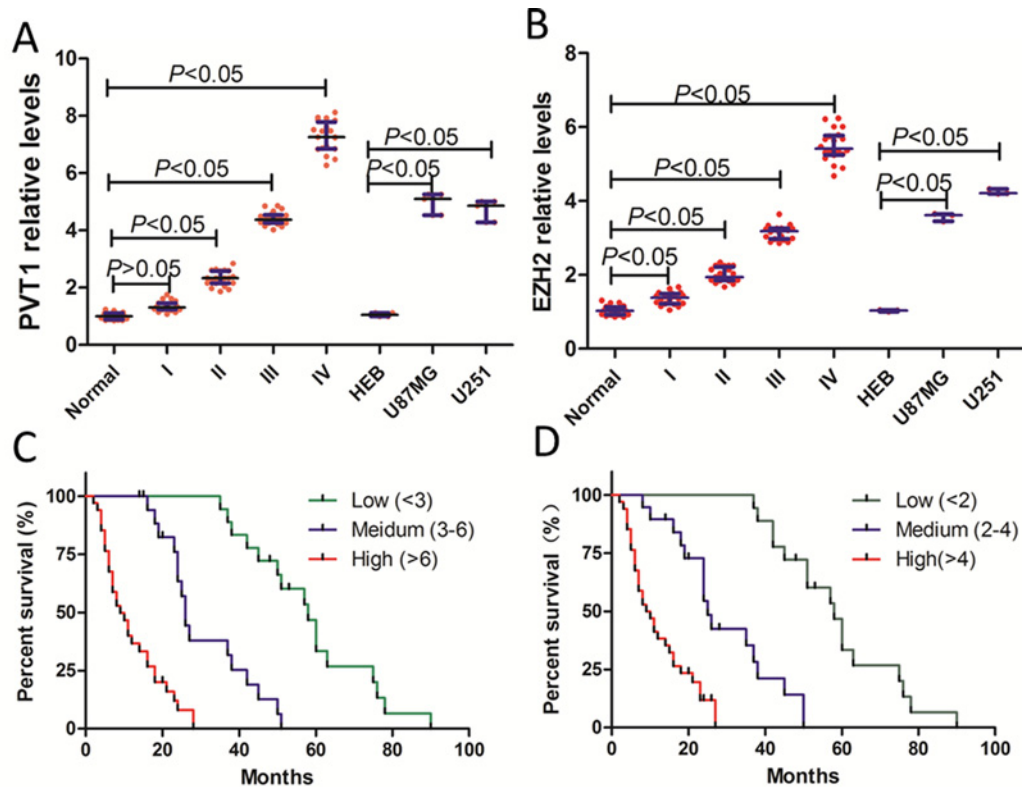 A
PVT1 relative levels
10
8
6
4
2
0
P<0.05
P<0.05
P<0.05
P>0.05
P<0.05
P<0.05
Normal
I
II
III
IV
HEB
U87MG
U251
B
EZH2 relative levels
8
6
4
2
0
P<0.05
P<0.05
P<0.05
P<0.05
P<0.05
P<0.05
Normal
I
II
III
IV
HEB
U87MG
U251
C
Percent survival (%)
100
75
50
25
0
Low (<3)
Meidum (3-6)
High (>6)
0 20 40 60 80 100
Months
D
Percent survival (%)
100
75
50
25
0
Low (<2)
Medium (2-4)
High(>4)
0 20 40 60 80 100
Months